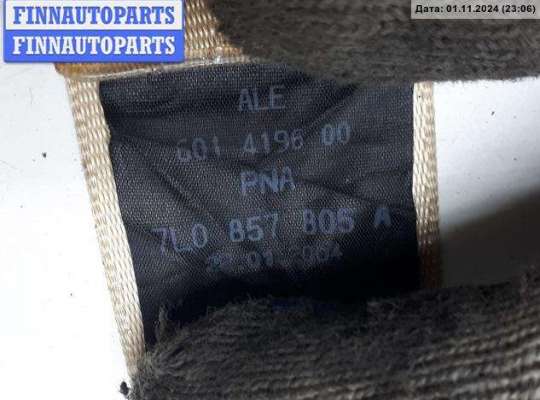 FINNAUTOPARTS
FINNAUTOPARTS
Дата: 01.11.2024 (23:06)
ALE
601 4196 00
PNA
7L0 857 805 A